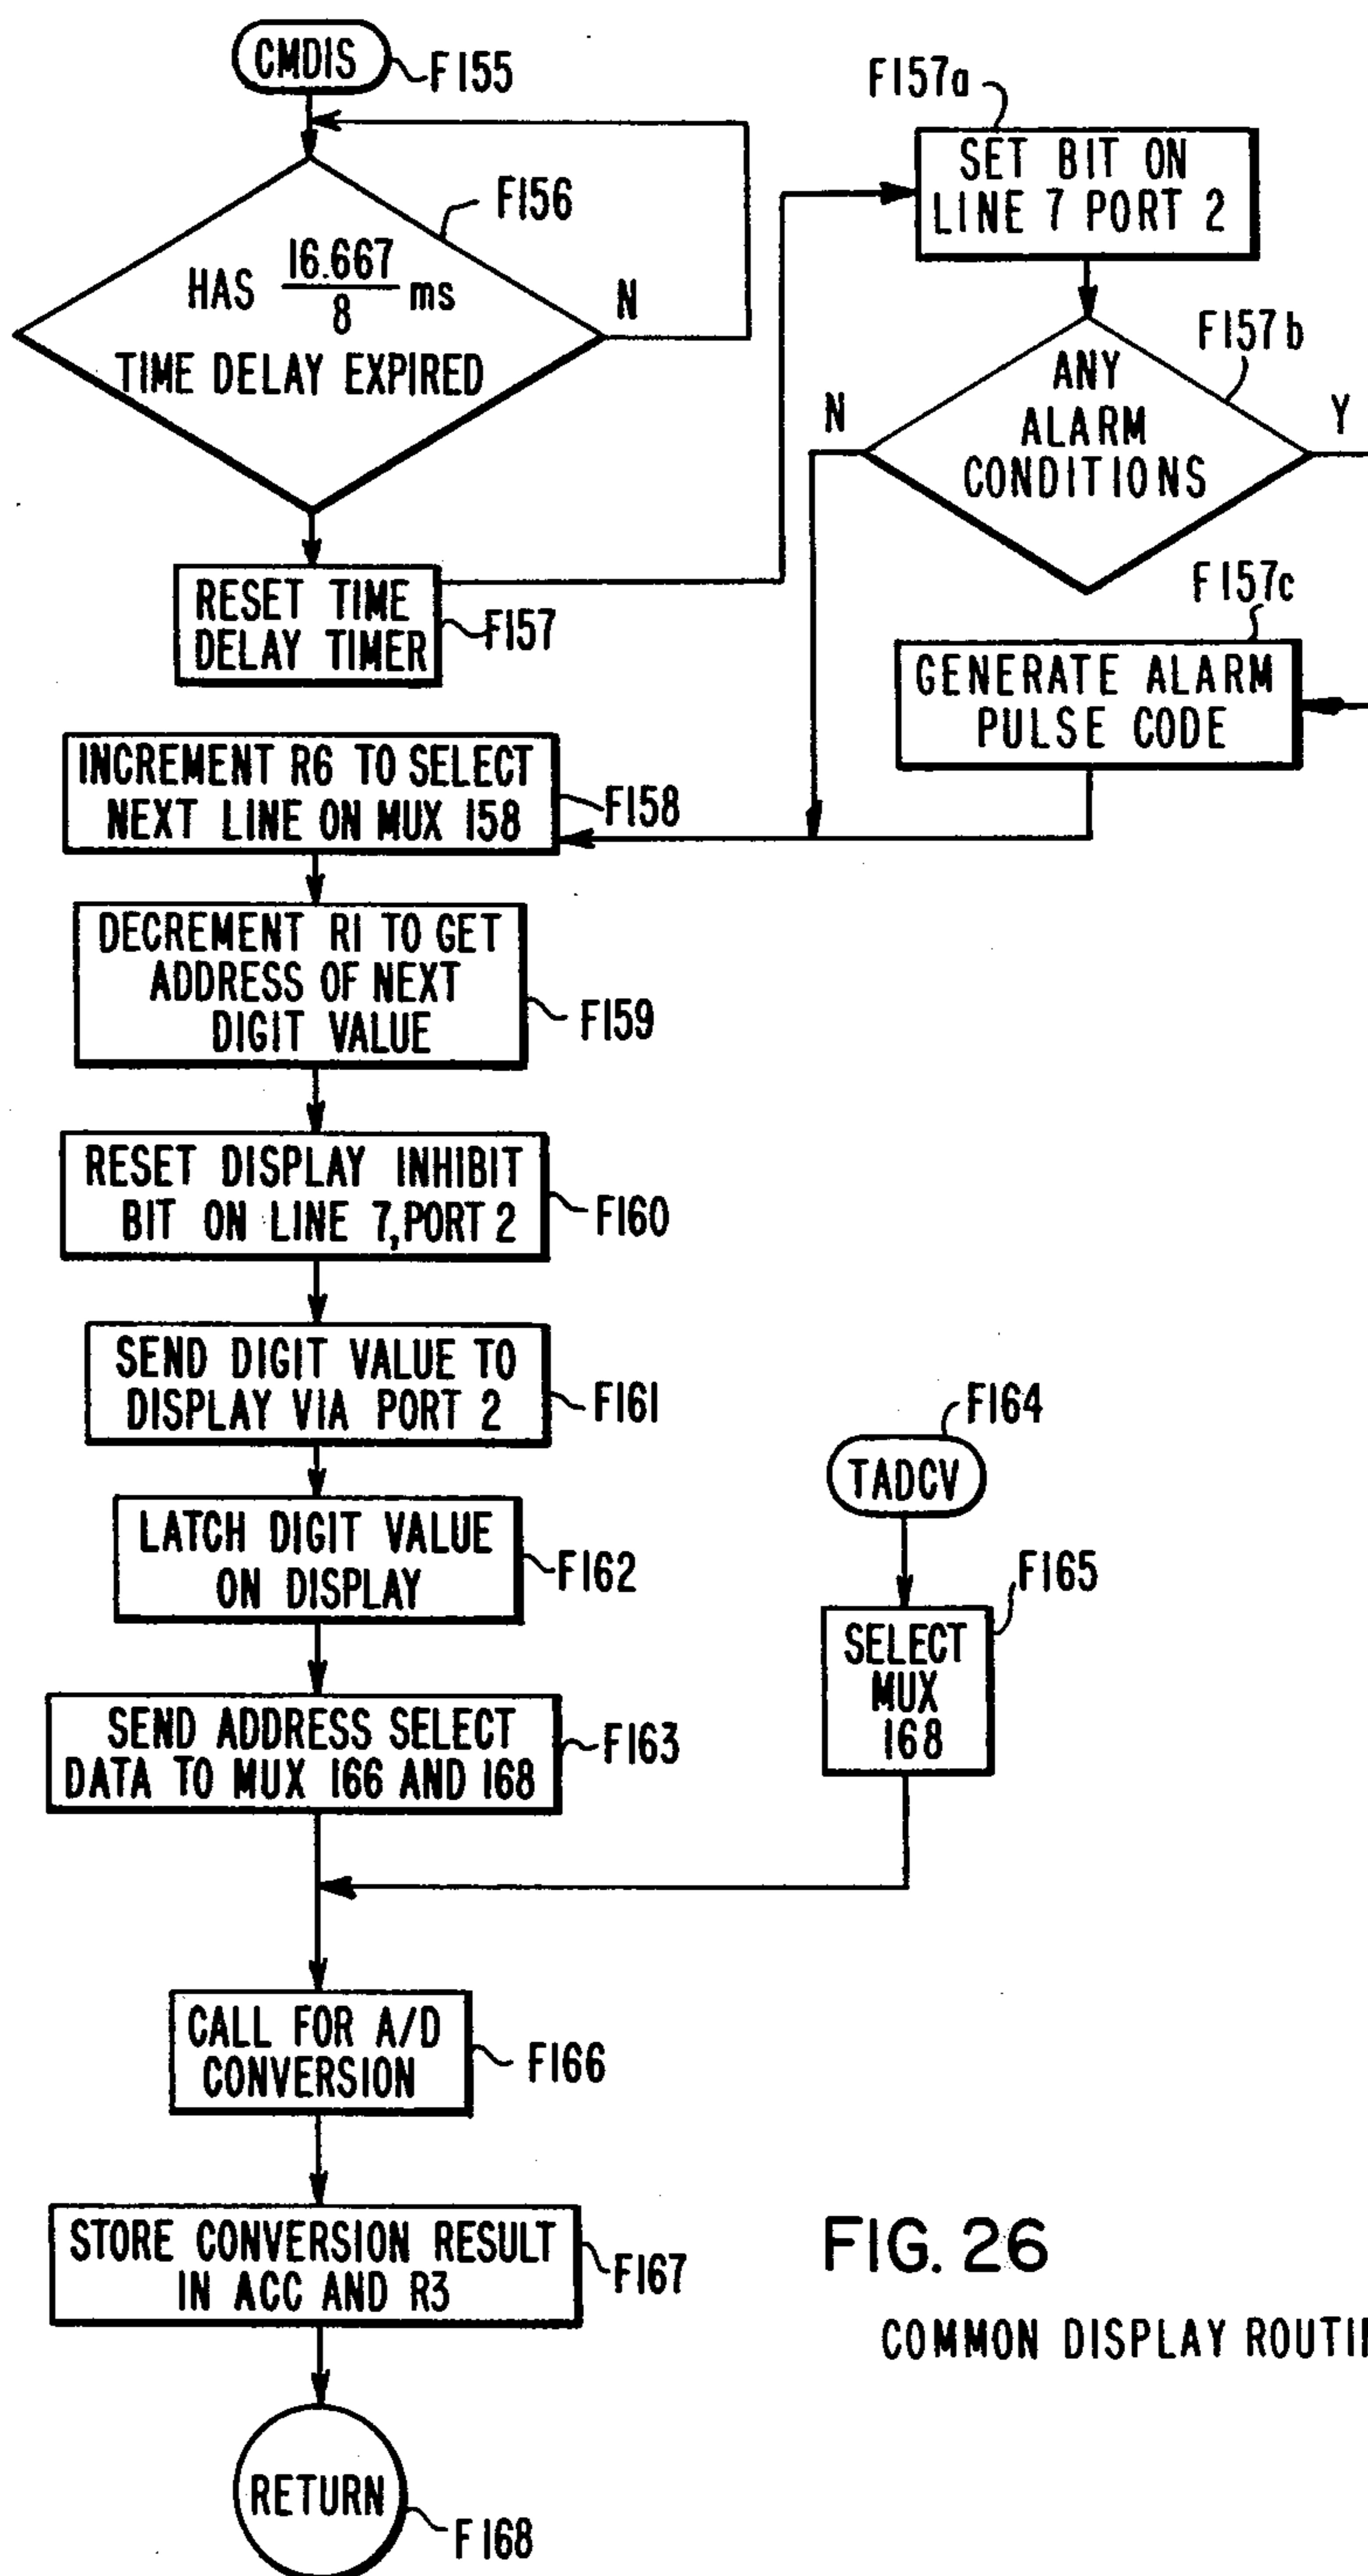 CMDIS
F155
F156
HAS 16.667/8 ms
TIME DELAY EXPIRED
N
RESET TIME
DELAY TIMER
F157
F157a
SET BIT ON
LINE 7 PORT 2
F157b
ANY
ALARM
CONDITIONS
N
Y
F157c
GENERATE ALARM
PULSE CODE
INCREMENT R6 TO SELECT
NEXT LINE ON MUX 158
F158
DECREMENT R1 TO GET
ADDRESS OF NEXT
DIGIT VALUE
F159
RESET DISPLAY INHIBIT
BIT ON LINE 7, PORT 2
F160
SEND DIGIT VALUE TO
DISPLAY VIA PORT 2
F161
LATCH DIGIT VALUE
ON DISPLAY
F162
SEND ADDRESS SELECT
DATA TO MUX 166 AND 168
F163
F164
TADCV
F165
SELECT
MUX
168
CALL FOR A/D
CONVERSION
F166
STORE CONVERSION RESULT
IN ACC AND R3
F167
RETURN
F168
FIG. 26
COMMON DISPLAY